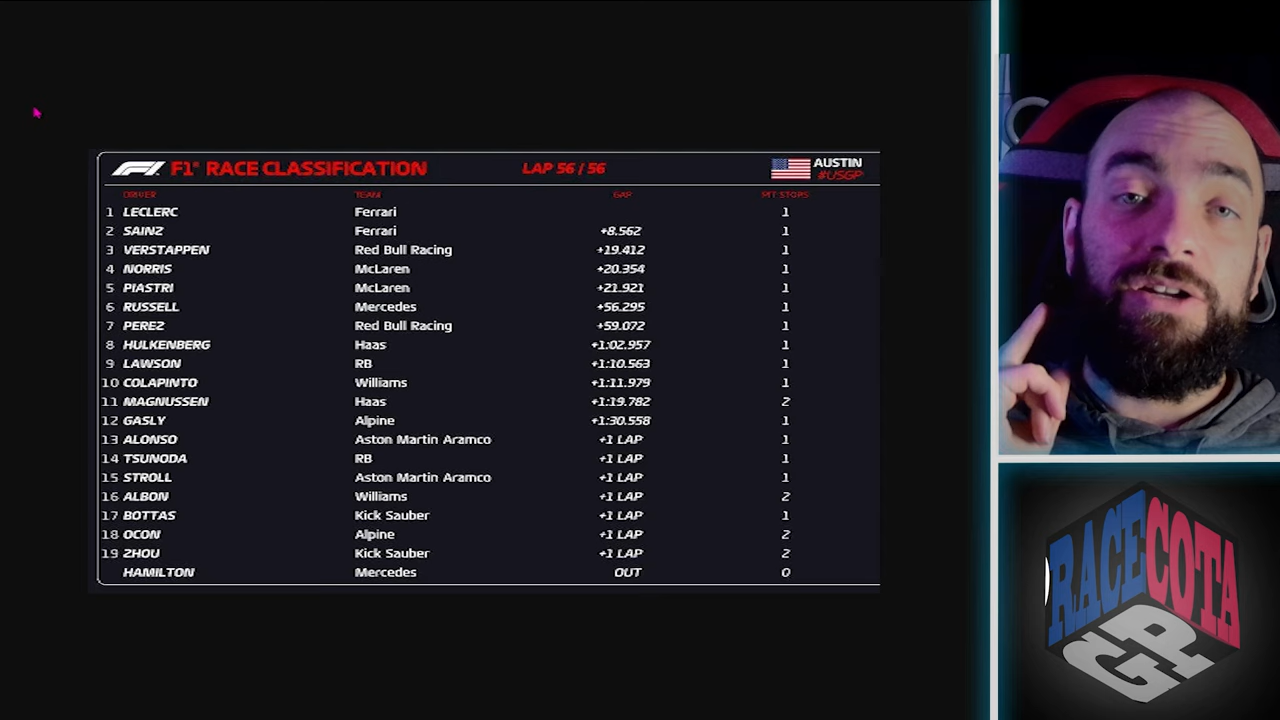 F1® RACE CLASSIFICATION LAP 56 / 56 AUSTIN
#USGP
DRIVER TEAM GAP PIT STOPS
1 LECLERC Ferrari 1
2 SAINZ Ferrari +8.562 1
3 VERSTAPPEN Red Bull Racing +19.412 1
4 NORRIS McLaren +20.354 1
5 PIASTRI McLaren +21.921 1
6 RUSSELL Mercedes +56.295 1
7 PEREZ Red Bull Racing +59.072 1
8 HULKENBERG Haas +1:02.957 1
9 LAWSON RB +1:10.563 1
10 COLAPINTO Williams +1:11.979 1
11 MAGNUSSEN Haas +1:19.782 2
12 GASLY Alpine +1:30.558 1
13 ALONSO Aston Martin Aramco +1 LAP 1
14 TSUNODA RB +1 LAP 1
15 STROLL Aston Martin Aramco +1 LAP 1
16 ALBON Williams +1 LAP 2
17 BOTTAS Kick Sauber +1 LAP 1
18 OCON Alpine +1 LAP 2
19 ZHOU Kick Sauber +1 LAP 2
HAMILTON Mercedes OUT 0
RACE COTA
GP